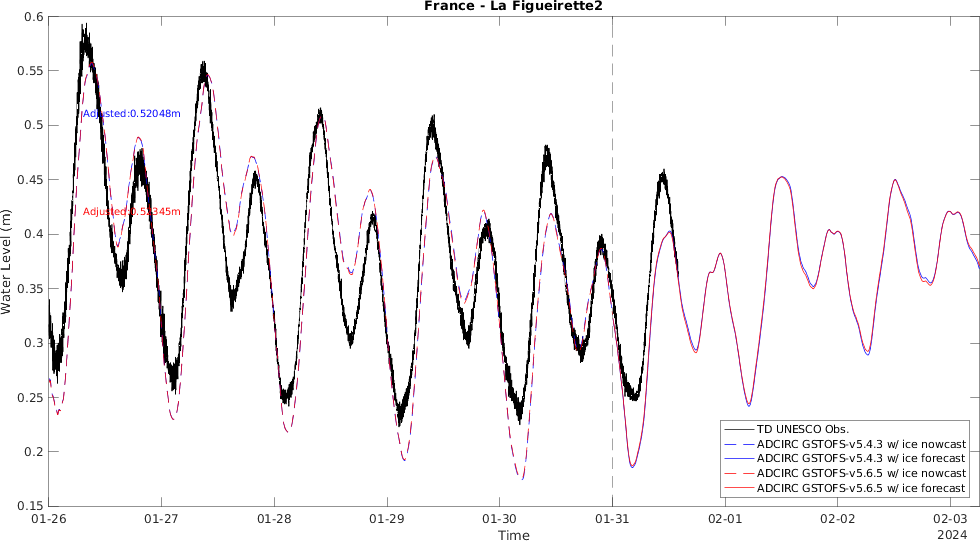 France - La Figueirette2
0.6
0.55
0.5
0.45
0.4
0.35
0.3
0.25
0.2
0.15
Water Level (m)
Adjusted:0.52048m
TD UNESCO Obs.
ADCIRC GSTOFS-v5.4.3 w/ ice nowcast
ADCIRC GSTOFS-v5.4.3 w/ ice forecast
ADCIRC GSTOFS-v5.6.5 w/ ice nowcast
ADCIRC GSTOFS-v5.6.5 w/ ice forecast
01-26 01-27 01-28 01-29 01-30 01-31 02-01 02-02 02-03
Time 2024